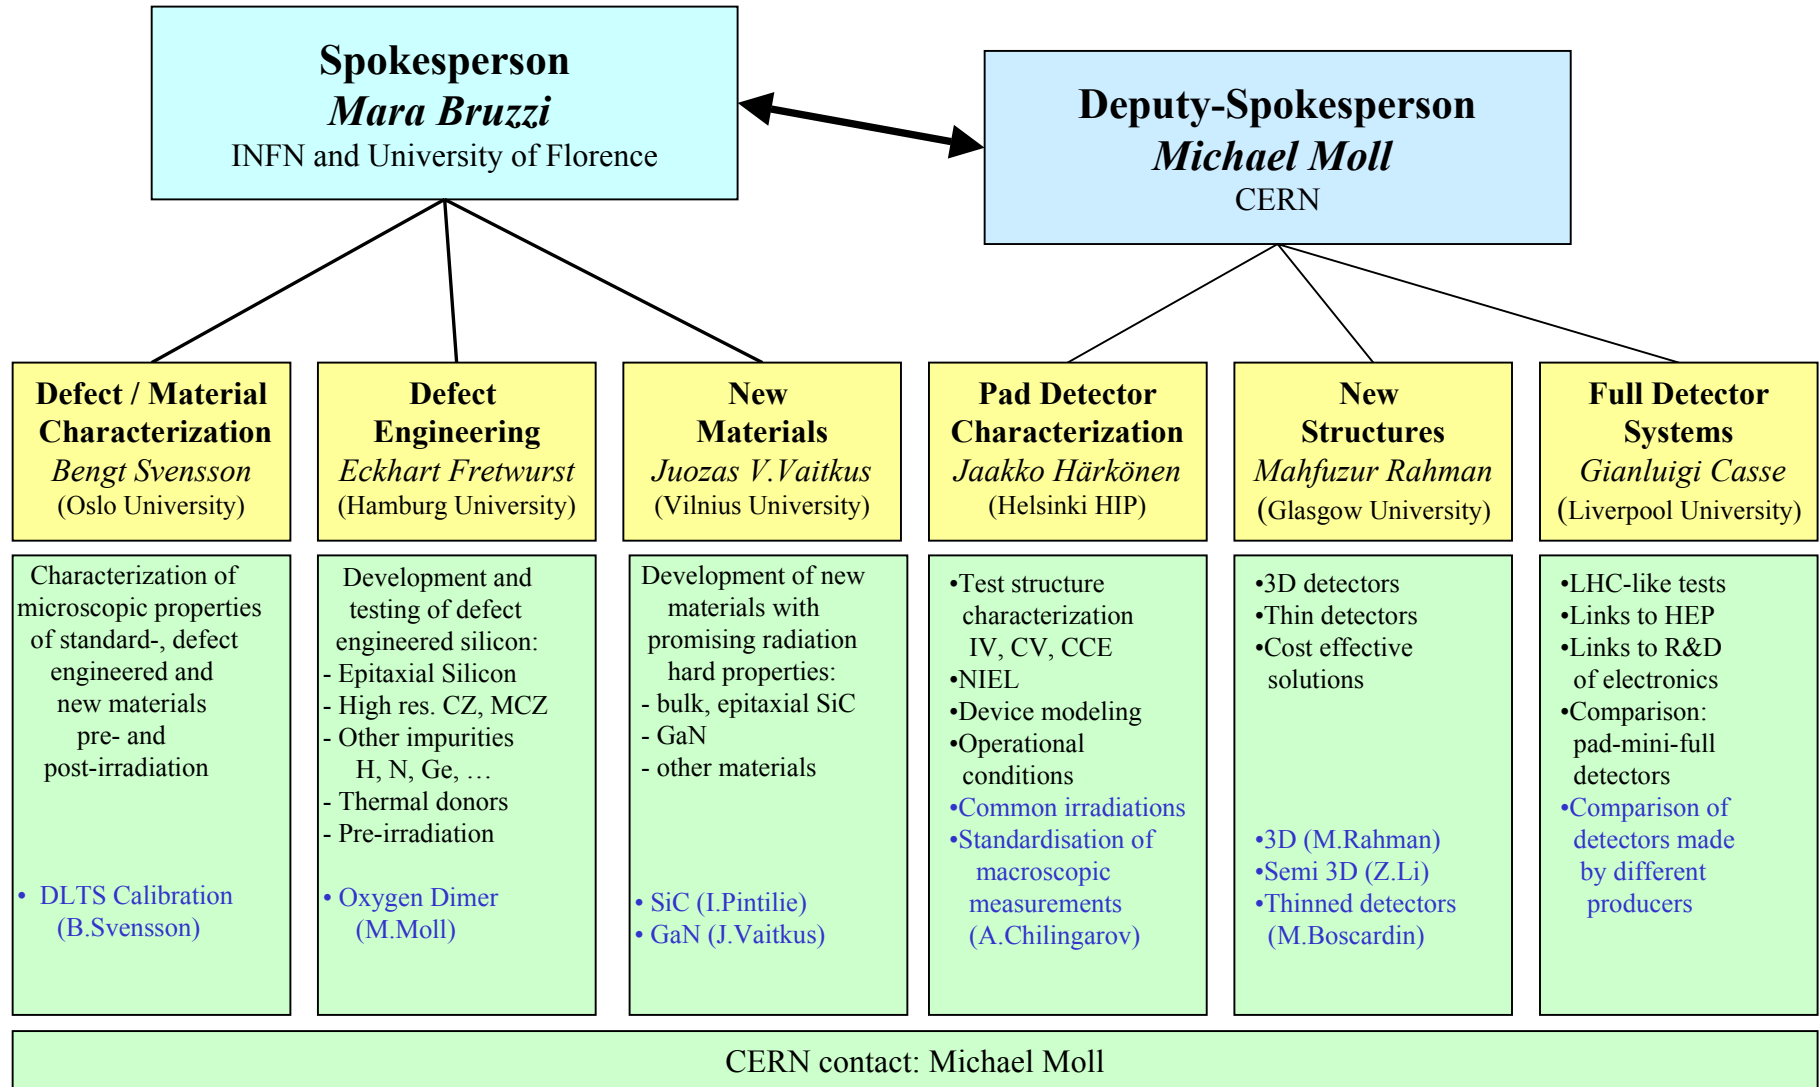 Spokesperson
Mara Bruzzi
INFN and University of Florence
Deputy-Spokesperson
Michael Moll
CERN
Defect / Material
Characterization
Bengt Svensson
(Oslo University)
Defect
Engineering
Eckhart Fretwurst
(Hamburg University)
New
Materials
Juozas V.Vaitkus
(Vilnius University)
Pad Detector
Characterization
Jaakko Härkönen
(Helsinki HIP)
New
Structures
Mahfuzur Rahman
(Glasgow University)
Full Detector
Systems
Gianluigi Casse
(Liverpool University)
Characterization of
microscopic properties
of standard-, defect
engineered and
new materials
pre- and
post-irradiation
• DLTS Calibration
(B.Svensson)
Development and
testing of defect
engineered silicon:
- Epitaxial Silicon
- High res. CZ, MCZ
- Other impurities
H, N, Ge, …
- Thermal donors
- Pre-irradiation
• Oxygen Dimer
(M.Moll)
Development of new
materials with
promising radiation
hard properties:
- bulk, epitaxial SiC
- GaN
- other materials
• SiC (I.Pintilie)
• GaN (J.Vaitkus)
•Test structure
characterization
IV, CV, CCE
•NIEL
•Device modeling
•Operational
conditions
•Common irradiations
•Standardisation of
macroscopic
measurements
(A.Chilingarov)
•3D detectors
•Thin detectors
•Cost effective
solutions
•3D (M.Rahman)
•Semi 3D (Z.Li)
•Thinned detectors
(M.Boscardin)
•LHC-like tests
•Links to HEP
•Links to R&D
of electronics
•Comparison:
pad-mini-full
detectors
•Comparison of
detectors made
by different
producers
CERN contact: Michael Moll